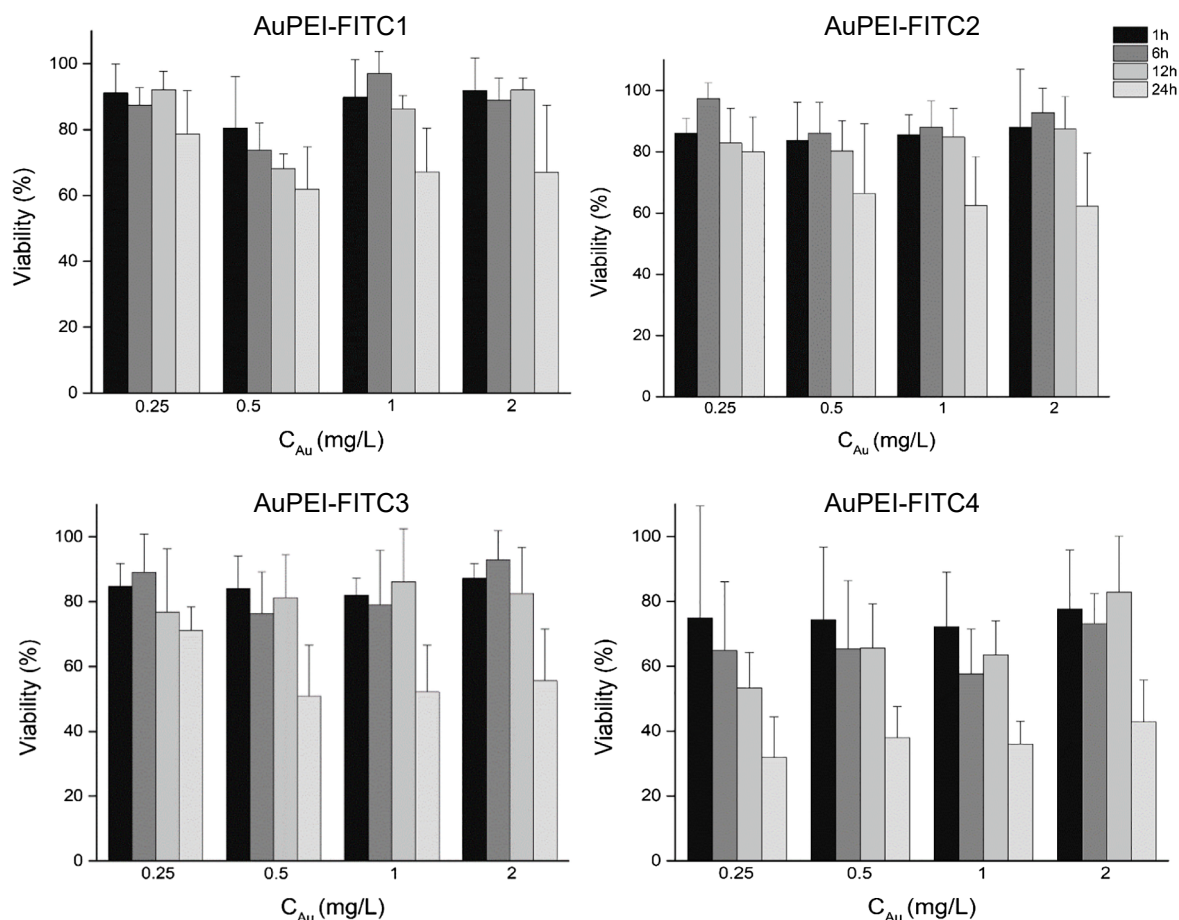 AuPEI-FITC1
Viability (%)
100
80
60
40
20
0
0.25 0.5 1 2
C_Au (mg/L)
AuPEI-FITC2
1h
6h
12h
24h
Viability (%)
100
80
60
40
20
0
0.25 0.5 1 2
C_Au (mg/L)
AuPEI-FITC3
Viability (%)
100
80
60
40
20
0
0.25 0.5 1 2
C_Au (mg/L)
AuPEI-FITC4
Viability (%)
100
80
60
40
20
0
0.25 0.5 1 2
C_Au (mg/L)